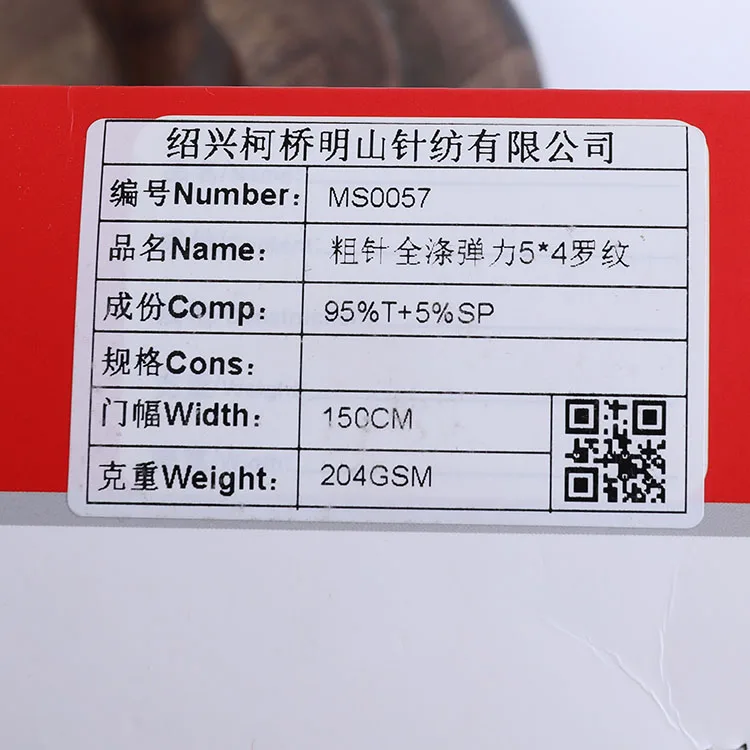 绍兴柯桥明山针纺有限公司
编号Number: MS0057
品名Name: 粗针全涤弹力5*4罗纹
成份Comp: 95%T+5%SP
规格Cons:
门幅Width: 150CM
克重Weight: 204GSM